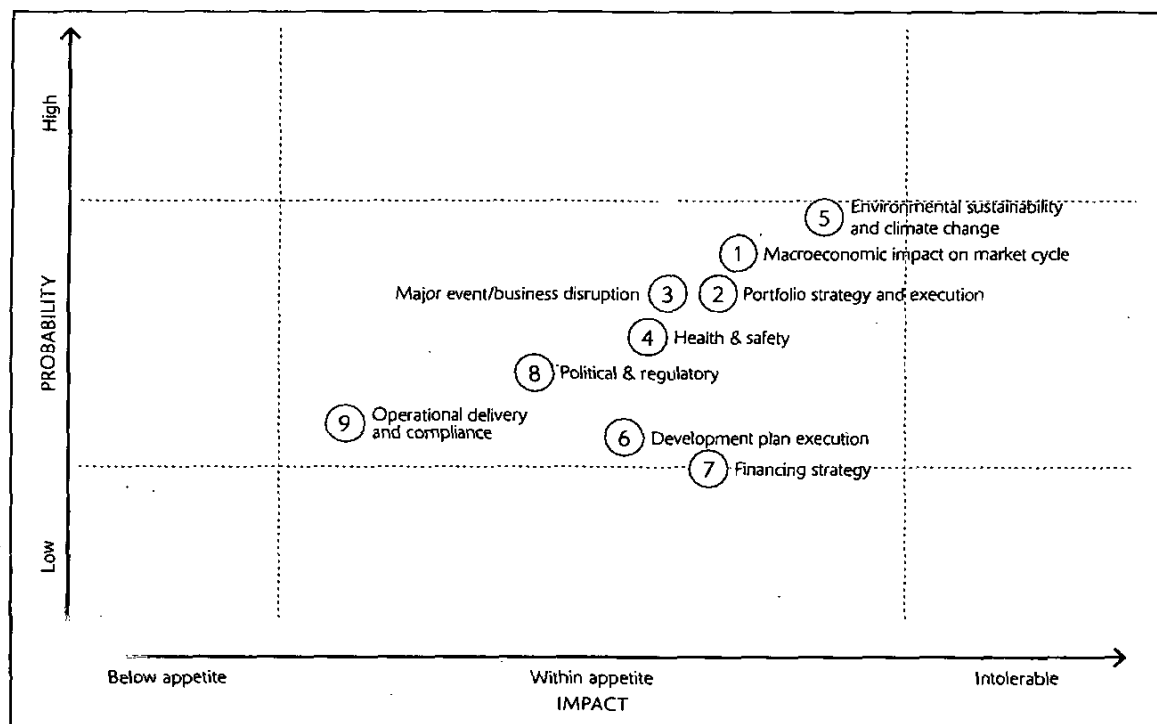 High
5
Environmental sustainability
and climate change
1
Macroeconomic impact on market cycle
Major event/business disruption
3
2
Portfolio strategy and execution
4
Health & safety
PROBABILITY
8
Political & regulatory
9
Operational delivery
and compliance
6
Development plan execution
7
Financing strategy
Low
Below appetite
Within appetite
Intolerable
IMPACT